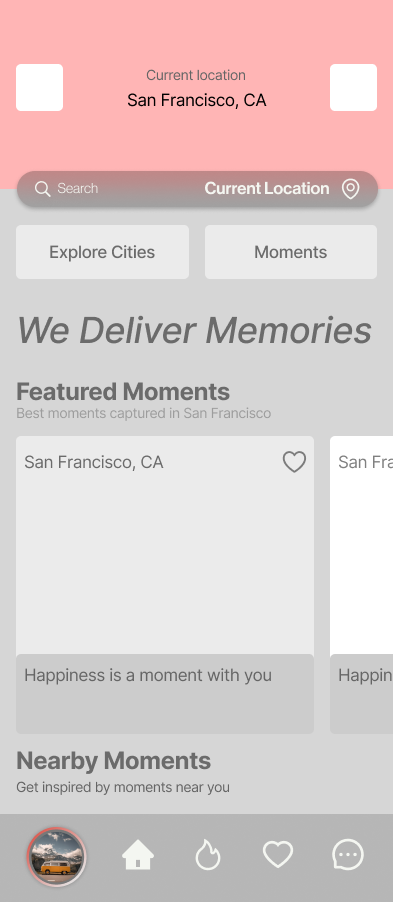 Current location
San Francisco, CA
Search
Current Location
Explore Cities
Moments
We Deliver Memories
Featured Moments
Best moments captured in San Francisco
San Francisco, CA
San Fra
Happiness is a moment with you
Happin
Nearby Moments
Get inspired by moments near you